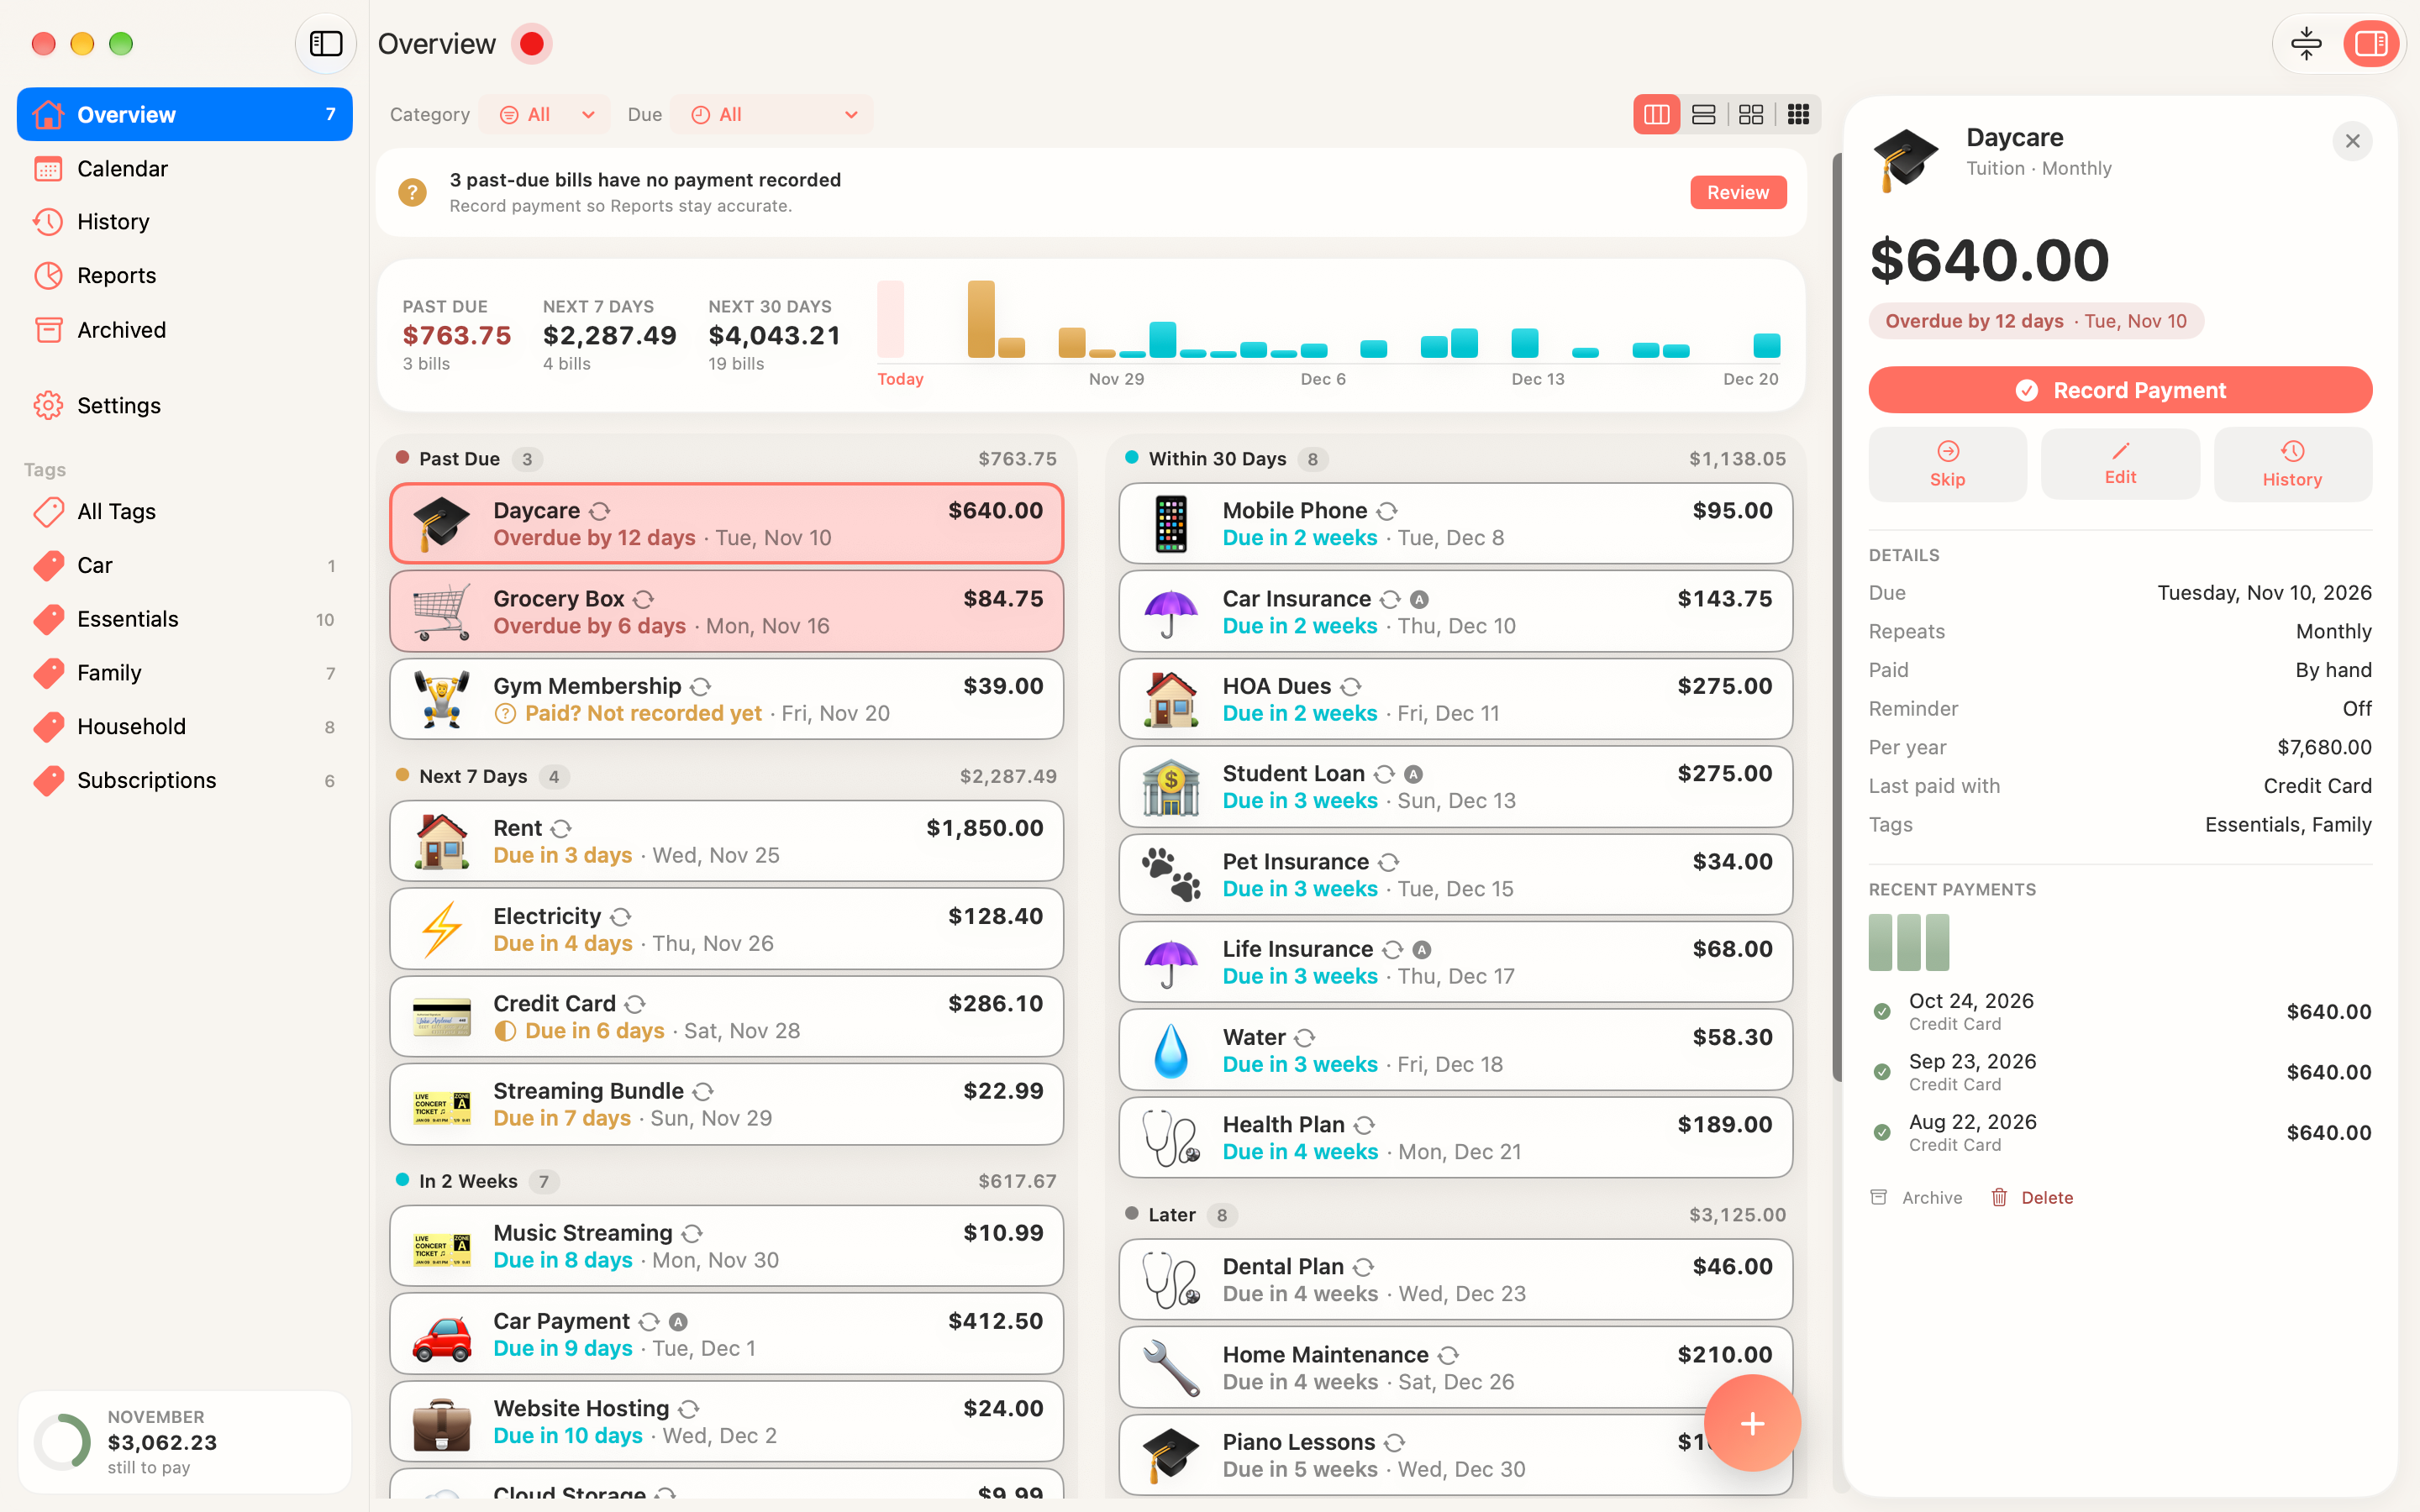 Overview
Overview 7
Calendar
History
Reports
Archived
Settings
Tags
All Tags
Car 1
Essentials 10
Family 7
Household 8
Subscriptions 6
NOVEMBER
$3,062.23
still to pay
Category All Due All
3 past-due bills have no payment recorded
Record payment so Reports stay accurate.
Review
PAST DUE
$763.75
3 bills
NEXT 7 DAYS
$2,287.49
4 bills
NEXT 30 DAYS
$4,043.21
19 bills
Today Nov 29 Dec 6 Dec 13 Dec 20
Past Due 3 $763.75
Daycare $640.00
Overdue by 12 days · Tue, Nov 10
Grocery Box $84.75
Overdue by 6 days · Mon, Nov 16
Gym Membership $39.00
Paid? Not recorded yet · Fri, Nov 20
Next 7 Days 4 $2,287.49
Rent $1,850.00
Due in 3 days · Wed, Nov 25
Electricity $128.40
Due in 4 days · Thu, Nov 26
Credit Card $286.10
Due in 6 days · Sat, Nov 28
Streaming Bundle $22.99
Due in 7 days · Sun, Nov 29
In 2 Weeks 7 $617.67
Music Streaming $10.99
Due in 8 days · Mon, Nov 30
Car Payment A $412.50
Due in 9 days · Tue, Dec 1
Website Hosting $24.00
Due in 10 days · Wed, Dec 2
Cloud Storage $9.99
Within 30 Days 8 $1,138.05
Mobile Phone $95.00
Due in 2 weeks · Tue, Dec 8
Car Insurance A $143.75
Due in 2 weeks · Thu, Dec 10
HOA Dues $275.00
Due in 2 weeks · Fri, Dec 11
Student Loan A $275.00
Due in 3 weeks · Sun, Dec 13
Pet Insurance $34.00
Due in 3 weeks · Tue, Dec 15
Life Insurance A $68.00
Due in 3 weeks · Thu, Dec 17
Water $58.30
Due in 3 weeks · Fri, Dec 18
Health Plan $189.00
Due in 4 weeks · Mon, Dec 21
Later 8 $3,125.00
Dental Plan $46.00
Due in 4 weeks · Wed, Dec 23
Home Maintenance $210.00
Due in 4 weeks · Sat, Dec 26
Piano Lessons
Due in 5 weeks · Wed, Dec 30
Daycare
Tuition · Monthly
$640.00
Overdue by 12 days · Tue, Nov 10
Record Payment
Skip Edit History
DETAILS
Due Tuesday, Nov 10, 2026
Repeats Monthly
Paid By hand
Reminder Off
Per year $7,680.00
Last paid with Credit Card
Tags Essentials, Family
RECENT PAYMENTS
Oct 24, 2026 $640.00
Credit Card
Sep 23, 2026 $640.00
Credit Card
Aug 22, 2026 $640.00
Credit Card
Archive Delete